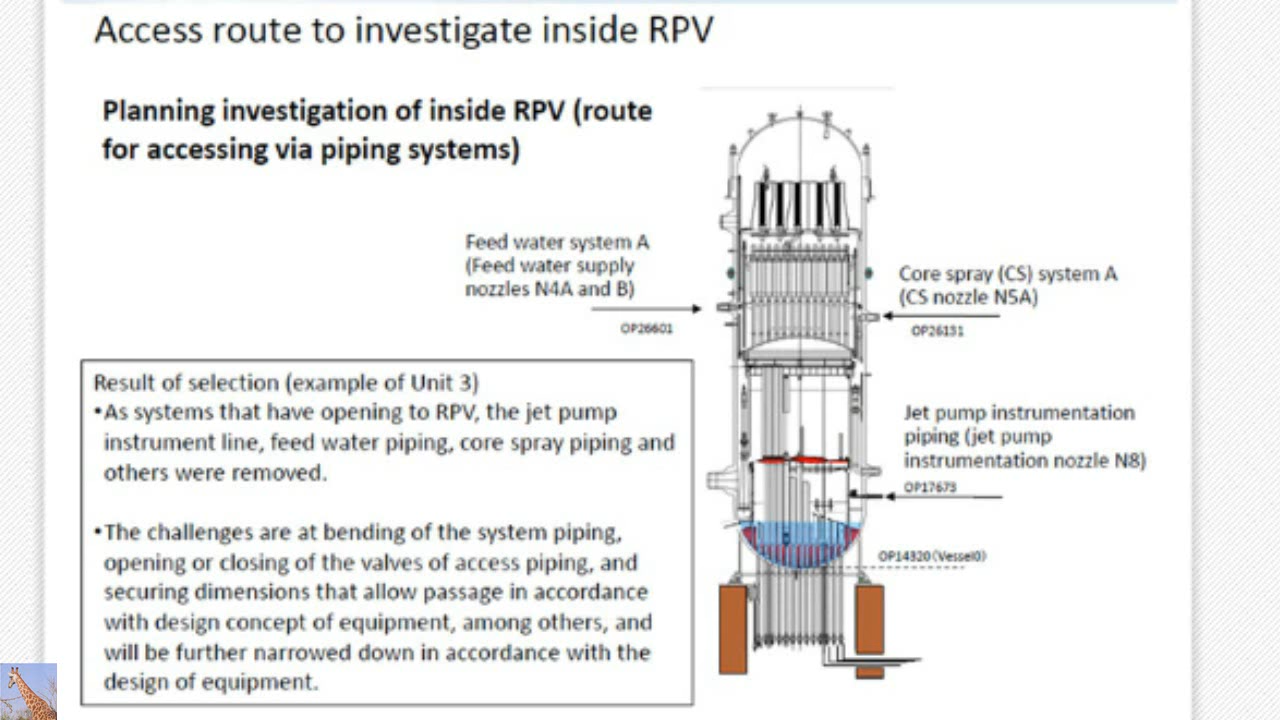 Access route to investigate inside RPV
Planning investigation of inside RPV (route
for accessing via piping systems)
Feed water system A
(Feed water supply
nozzles N4A and B)
OP26601
Core spray (CS) system A
(CS nozzle N5A)
OP26131
Result of selection (example of Unit 3)
•As systems that have opening to RPV, the jet pump
instrument line, feed water piping, core spray piping and
others were removed.
•The challenges are at bending of the system piping,
opening or closing of the valves of access piping, and
securing dimensions that allow passage in accordance
with design concept of equipment, among others, and
will be further narrowed down in accordance with the
design of equipment.
Jet pump instrumentation
piping (jet pump
instrumentation nozzle N8)
OP17673
OP14320(Vessel0)